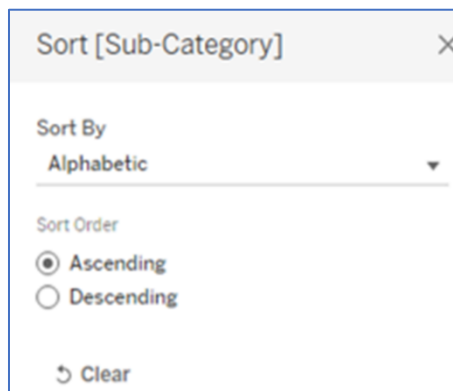 Sort [Sub-Category]
Sort By
Alphabetic
Sort Order
Ascending
Descending
Clear